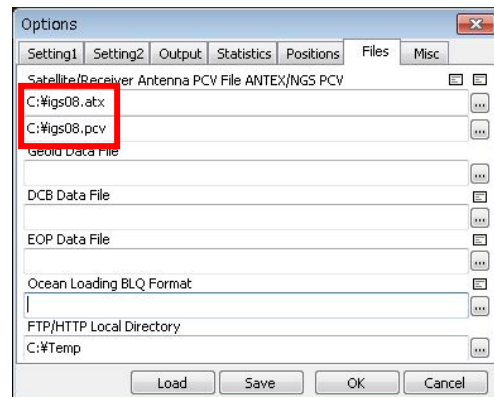 Options
Setting1 Setting2 Output Statistics Positions Files Misc
Satellite/Receiver Antenna PCV File ANTEX/NGS PCV
C:¥igs08.atx
...
C:¥igs08.pcv
...
Geoid Data File
...
DCB Data File
...
EOP Data File
...
Ocean Loading BLQ Format
...
FTP/HTTP Local Directory
C:¥Temp
...
Load Save OK Cancel